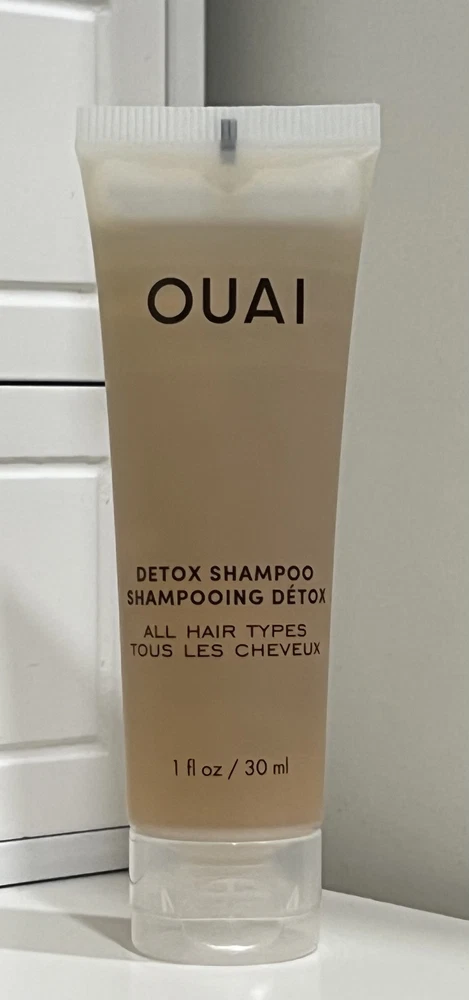 OUAI
DETOX SHAMPOO
SHAMPOOING DÉTOX
ALL HAIR TYPES
TOUS LES CHEVEUX
1 fl oz / 30 ml